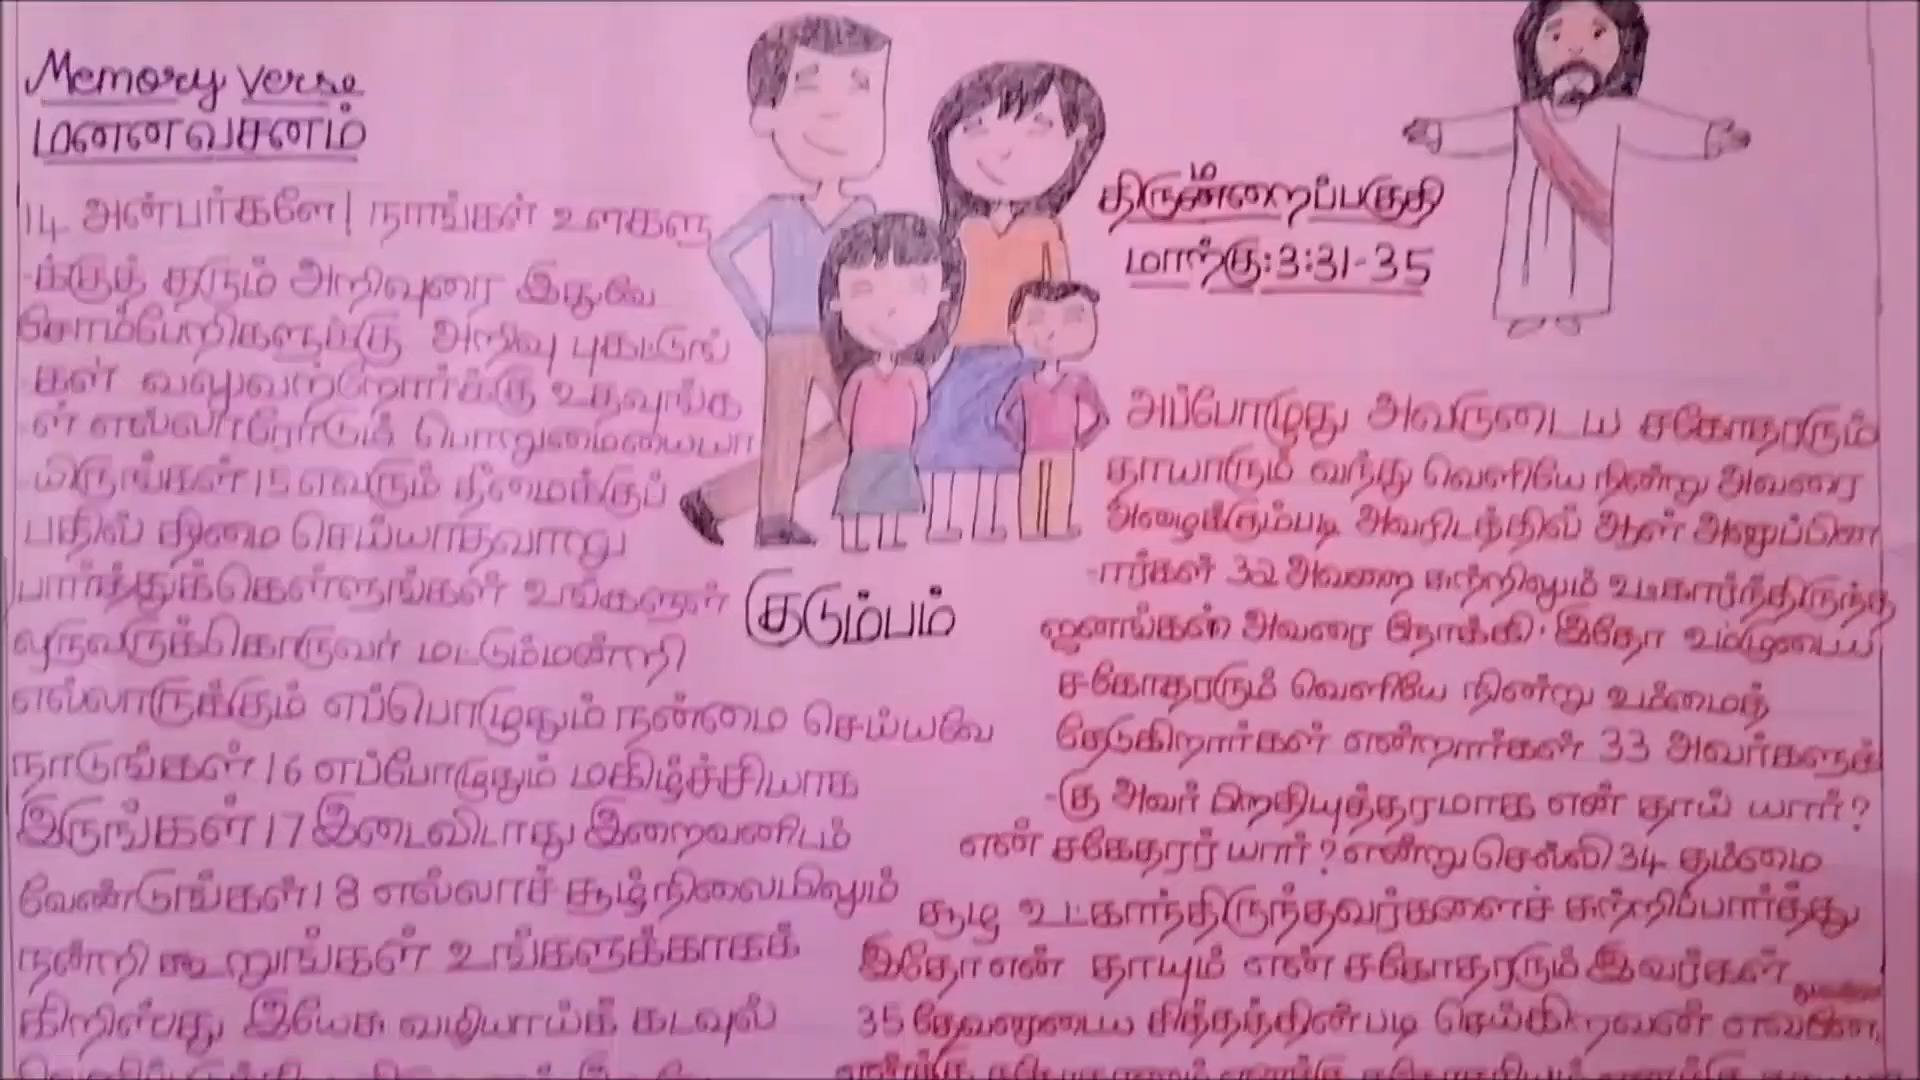 Memory Verse
மனனவசனம்
14 அன்பர்களே! நாங்கள் உளகளு
-க்குத் தரும் அறிவுரை இதுவே
சோம்பேறிகளுக்கு அறிவு புகட்டுங்
கள் வலுவற்றோர்க்கு உதவுங்க
ள் எல்லாரோடும் பொறுமையையா
மிருங்கள் 15 எவரும் தீமைக்குப்
பதில் தீமை செய்யாதவாறு
பார்த்துக்கெள்ளுங்கள் உங்களுள்
ஒருவருக்கொருவர் மட்டும்மன்றி
எல்லாருக்கும் எப்பொழுதும் நன்மை செய்யவே
நாடுங்கள் 16 எப்போழுதும் மகிழ்ச்சியாக
இருங்கள் 17 இடைவிடாது இறைவனிடம்
வேண்டுங்கள் 18 எல்லாச் சூழ்நிலையிலும்
நன்றி கூறுங்கள் உங்களுக்காகக்
கிறிஸ்து இயேசு வழியாய்க் கடவுள்
குடும்பம்
திருமறைப்பகுதி
மாற்கு:3:31-35
அப்போழுது அவருடைய சகோதரரும்
தாயாரும் வந்து வெளியே நின்று அவரை
அழைக்கும்படி அவரிடத்தில் ஆள் அனுப்பின
-ார்கள் 32 அவரை சுற்றிலும் உட்கார்ந்திருந்த
ஜனங்கள் அவரை நோக்கி. இதோ உம்முடைய
சகோதரரும் வெளியே நின்று உம்மைத்
தேடுகிறார்கள் என்றார்கள் 33 அவர்களுக்
-கு அவர் பிறதியுத்தரமாக என் தாய் யார்?
என் சகேதரர் யார்? என்று செல்லி 34 தம்மை
சூழ உட்கார்ந்திருந்தவர்களைச் சுற்றிப்பார்த்து
இதோ என் தாயும் என் சகோதரரும் இவர்கள்
35 தேவனுடைய சித்தத்தின்படி செய்கிறவன் எவனே